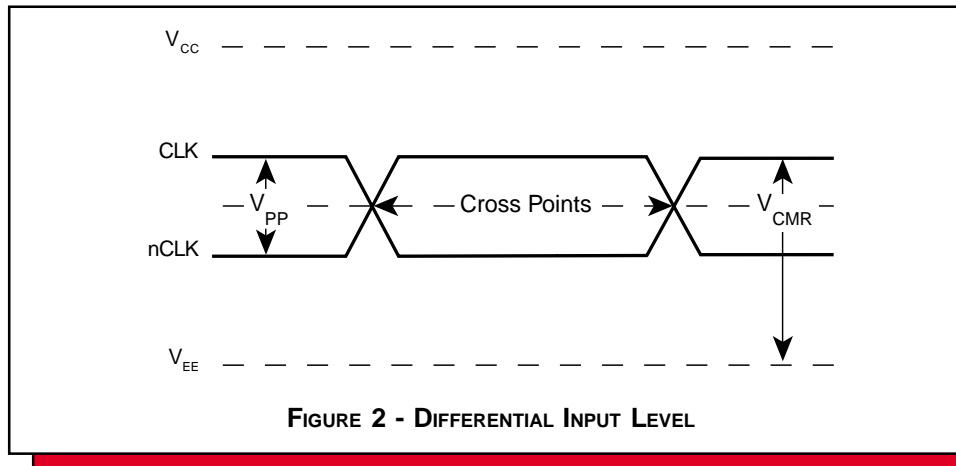 VCC
CLK
VPP
Cross Points
VCMR
nCLK
VEE
FIGURE 2 - DIFFERENTIAL INPUT LEVEL